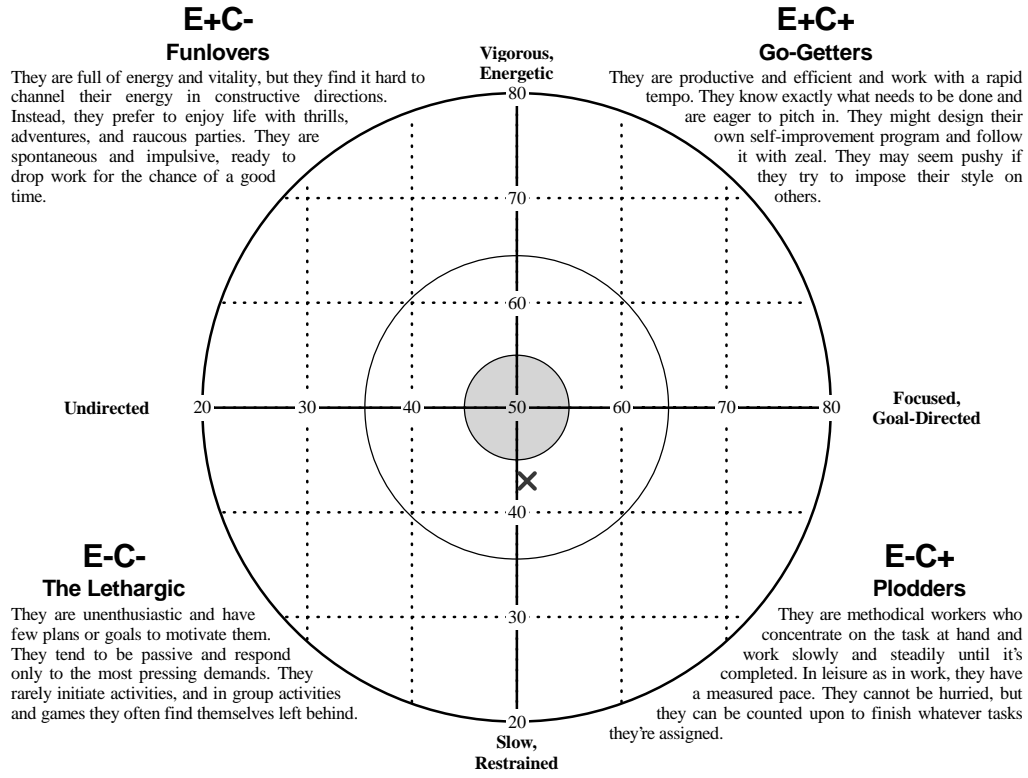 E+C-
Funlovers
They are full of energy and vitality, but they find it hard to
channel their energy in constructive directions.
Instead, they prefer to enjoy life with thrills,
adventures, and raucous parties. They are
spontaneous and impulsive, ready to
drop work for the chance of a good
time.
Vigorous,
Energetic
E+C+
Go-Getters
They are productive and efficient and work with a rapid
tempo. They know exactly what needs to be done and
are eager to pitch in. They might design their
own self-improvement program and follow
it with zeal. They may seem pushy if
they try to impose their style on
others.
80
70
60
Undirected
20 30 40 50 60 70 80
Focused,
Goal-Directed
40
30
20
Slow,
Restrained
E-C-
The Lethargic
They are unenthusiastic and have
few plans or goals to motivate them.
They tend to be passive and respond
only to the most pressing demands. They
rarely initiate activities, and in group activities
and games they often find themselves left behind.
E-C+
Plodders
They are methodical workers who
concentrate on the task at hand and
work slowly and steadily until it's
completed. In leisure as in work, they have
a measured pace. They cannot be hurried, but
they can be counted upon to finish whatever tasks
they're assigned.